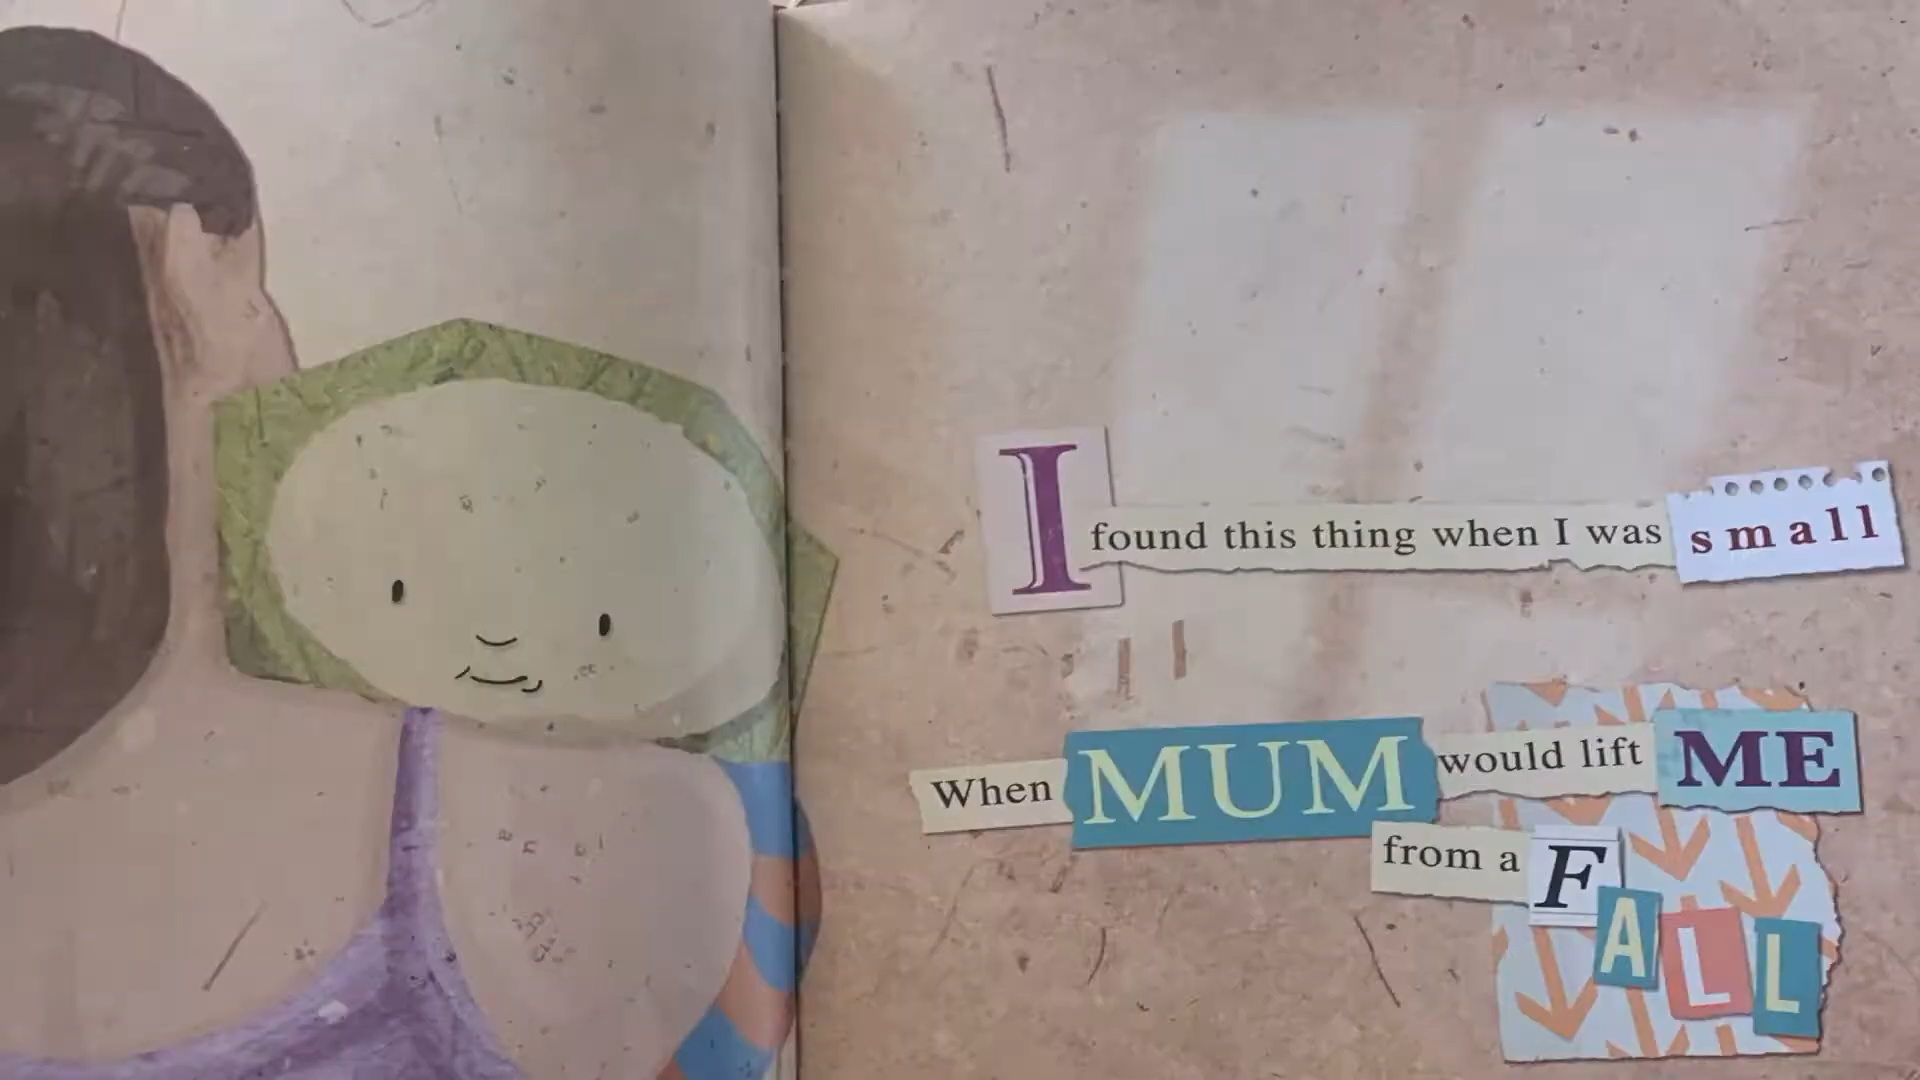 I found this thing when I was small
When MUM would lift ME
from a FALL